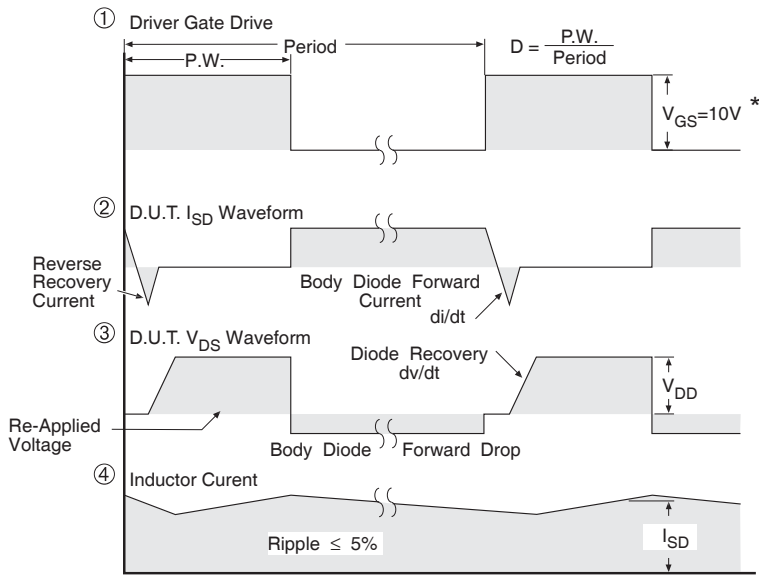 ① Driver Gate Drive
Period
P.W.
D = P.W.
Period
V_GS=10V *
② D.U.T. I_SD Waveform
Reverse
Recovery
Current
Body Diode Forward
Current
di/dt
③ D.U.T. V_DS Waveform
Diode Recovery
dv/dt
V_DD
Re-Applied
Voltage
Body Diode Forward Drop
④ Inductor Curent
Ripple ≤ 5%
I_SD